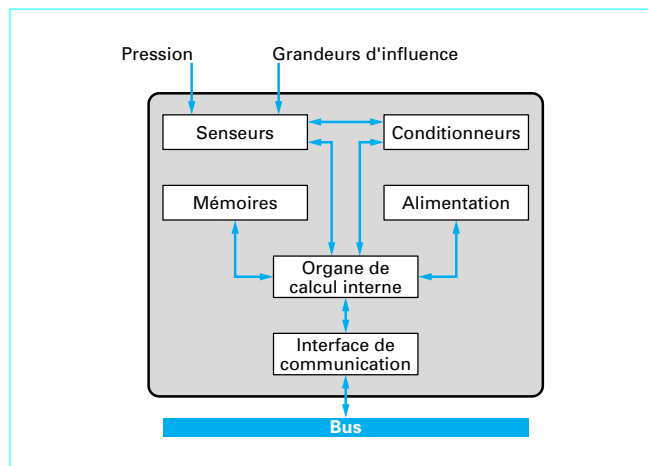 Pression
Grandeurs d'influence
Senseurs
Conditionneurs
Mémoires
Alimentation
Organe de
calcul interne
Interface de
communication
Bus